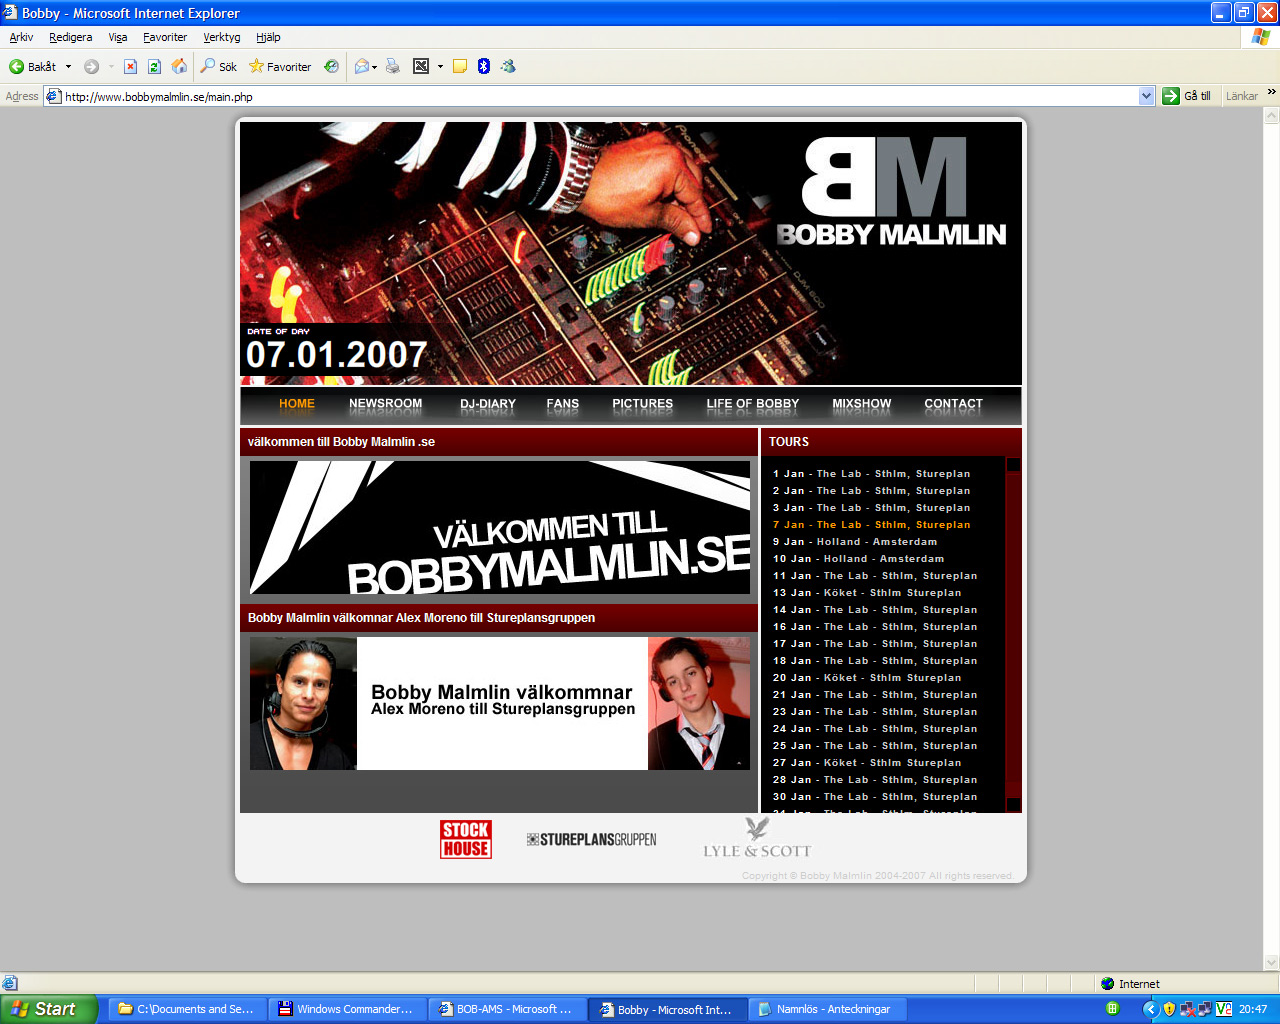 Bobby - Microsoft Internet Explorer
Arkiv Redigera Visa Favoriter Verktyg Hjälp
Bakåt Sök Favoriter
Adress http://www.bobbymalmlin.se/main.php Gå till Länkar
BM
BOBBY MALMLIN
DJM 600
DATE OF DAY
07.01.2007
HOME NEWSROOM DJ-DIARY FANS PICTURES LIFE OF BOBBY MIXSHOW CONTACT
välkommen till Bobby Malmlin .se
VÄLKOMMEN TILL
BOBBYMALMLIN.SE
Bobby Malmlin välkomnar Alex Moreno till Stureplansgruppen
Bobby Malmlin välkommnar
Alex Moreno till Stureplansgruppen
TOURS
1 Jan - The Lab - Sthlm, Stureplan
2 Jan - The Lab - Sthlm, Stureplan
3 Jan - The Lab - Sthlm, Stureplan
7 Jan - The Lab - Sthlm, Stureplan
9 Jan - Holland - Amsterdam
10 Jan - Holland - Amsterdam
11 Jan - The Lab - Sthlm, Stureplan
13 Jan - Köket - Sthlm Stureplan
14 Jan - The Lab - Sthlm, Stureplan
16 Jan - The Lab - Sthlm, Stureplan
17 Jan - The Lab - Sthlm, Stureplan
18 Jan - The Lab - Sthlm, Stureplan
20 Jan - Köket - Sthlm Stureplan
21 Jan - The Lab - Sthlm, Stureplan
23 Jan - The Lab - Sthlm, Stureplan
24 Jan - The Lab - Sthlm, Stureplan
25 Jan - The Lab - Sthlm, Stureplan
27 Jan - Köket - Sthlm Stureplan
28 Jan - The Lab - Sthlm, Stureplan
30 Jan - The Lab - Sthlm, Stureplan
31 Jan - The Lab - Sthlm, Stureplan
STOCK
HOUSE
STUREPLANSGRUPPEN
LYLE & SCOTT
Copyright © Bobby Malmlin 2004-2007 All rights reserved.
Internet
Start C:\Documents and Se... Windows Commander... BOB-AMS - Microsoft ... Bobby - Microsoft Int... Namnlös - Anteckningar 20:47